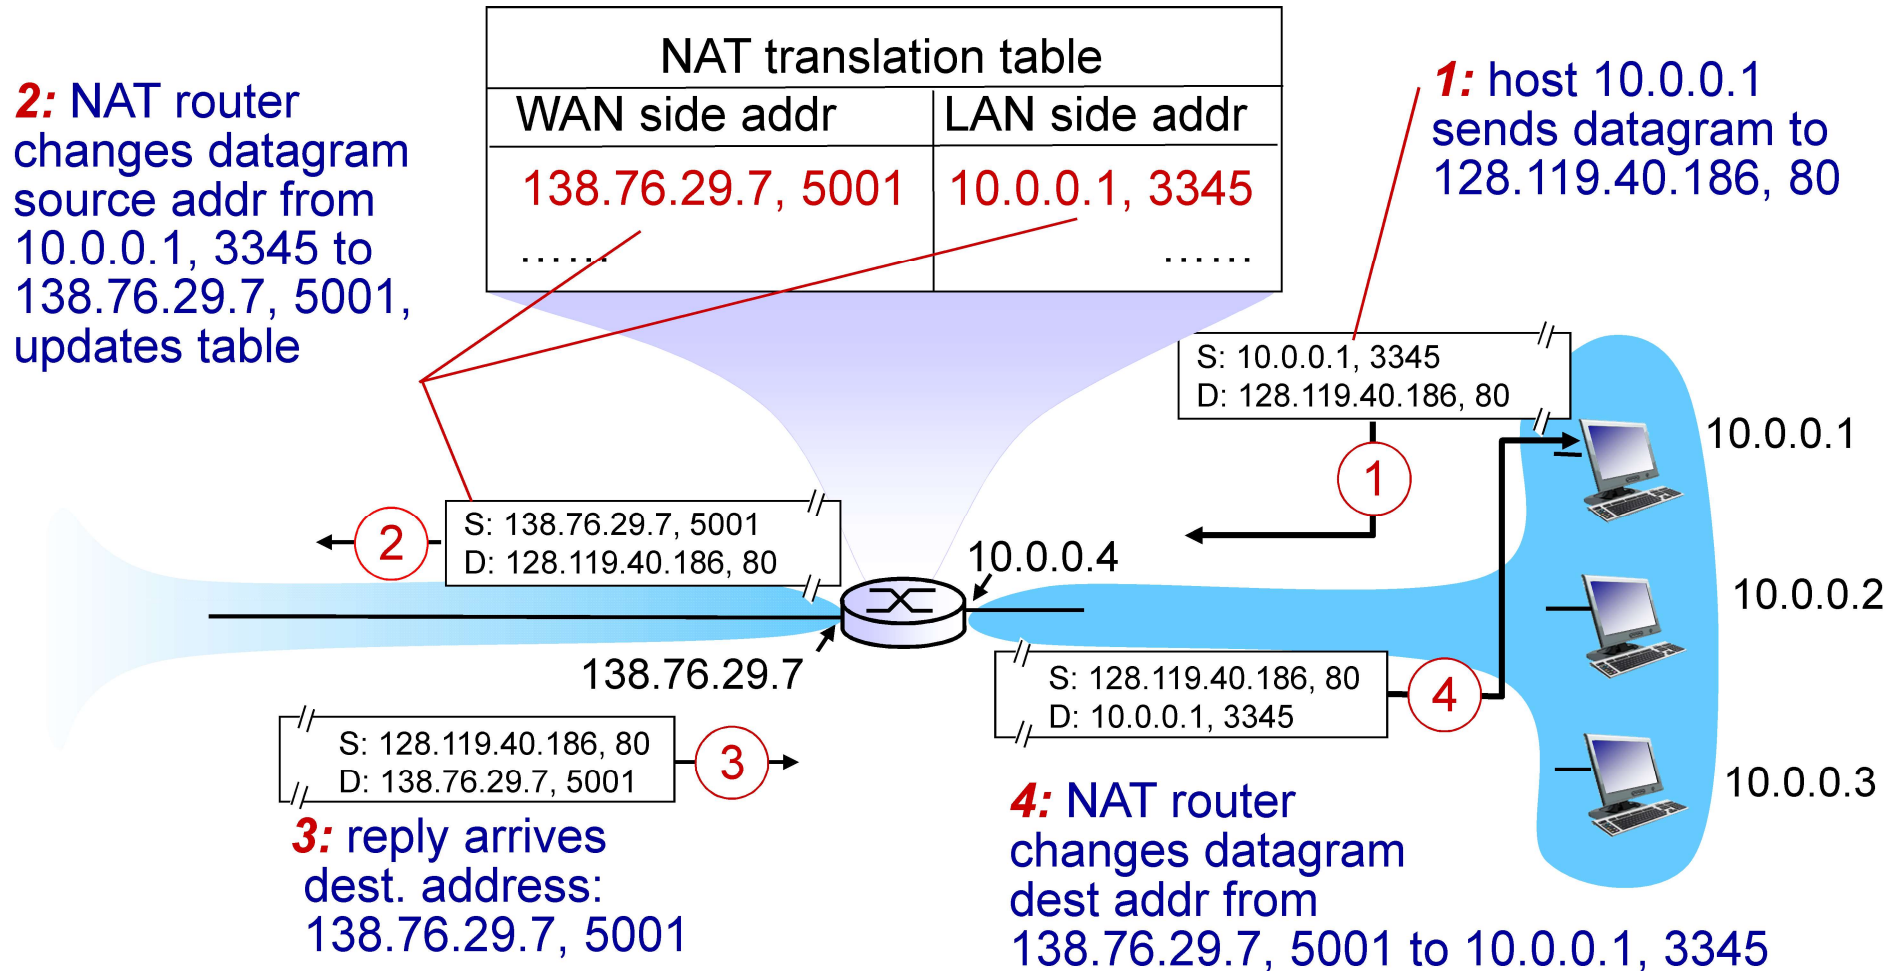 NAT translation table
WAN side addr
LAN side addr
138.76.29.7, 5001
10.0.0.1, 3345
......
......
2: NAT router
changes datagram
source addr from
10.0.0.1, 3345 to
138.76.29.7, 5001,
updates table
1: host 10.0.0.1
sends datagram to
128.119.40.186, 80
S: 10.0.0.1, 3345
D: 128.119.40.186, 80
1
10.0.0.1
S: 138.76.29.7, 5001
D: 128.119.40.186, 80
2
10.0.0.4
10.0.0.2
138.76.29.7
S: 128.119.40.186, 80
D: 10.0.0.1, 3345
4
S: 128.119.40.186, 80
D: 138.76.29.7, 5001
3
10.0.0.3
3: reply arrives
dest. address:
138.76.29.7, 5001
4: NAT router
changes datagram
dest addr from
138.76.29.7, 5001 to 10.0.0.1, 3345